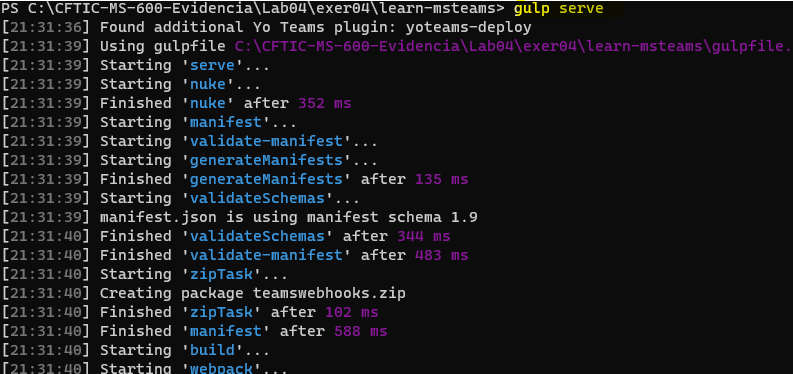 PS C:\CFTIC-MS-600-Evidencia\Lab04\exer04\learn-msteams> gulp serve
[21:31:36] Found additional Yo Teams plugin: yoteams-deploy
[21:31:39] Using gulpfile C:\CFTIC-MS-600-Evidencia\Lab04\exer04\learn-msteams\gulpfile.
[21:31:39] Starting 'serve'...
[21:31:39] Starting 'nuke'...
[21:31:39] Finished 'nuke' after 352 ms
[21:31:39] Starting 'manifest'...
[21:31:39] Starting 'validate-manifest'...
[21:31:39] Starting 'generateManifests'...
[21:31:39] Finished 'generateManifests' after 135 ms
[21:31:39] Starting 'validateSchemas'...
[21:31:39] manifest.json is using manifest schema 1.9
[21:31:40] Finished 'validateSchemas' after 344 ms
[21:31:40] Finished 'validate-manifest' after 483 ms
[21:31:40] Starting 'zipTask'...
[21:31:40] Creating package teamswebhooks.zip
[21:31:40] Finished 'zipTask' after 102 ms
[21:31:40] Finished 'manifest' after 588 ms
[21:31:40] Starting 'build'...
[21:31:40] Starting 'webpack'...